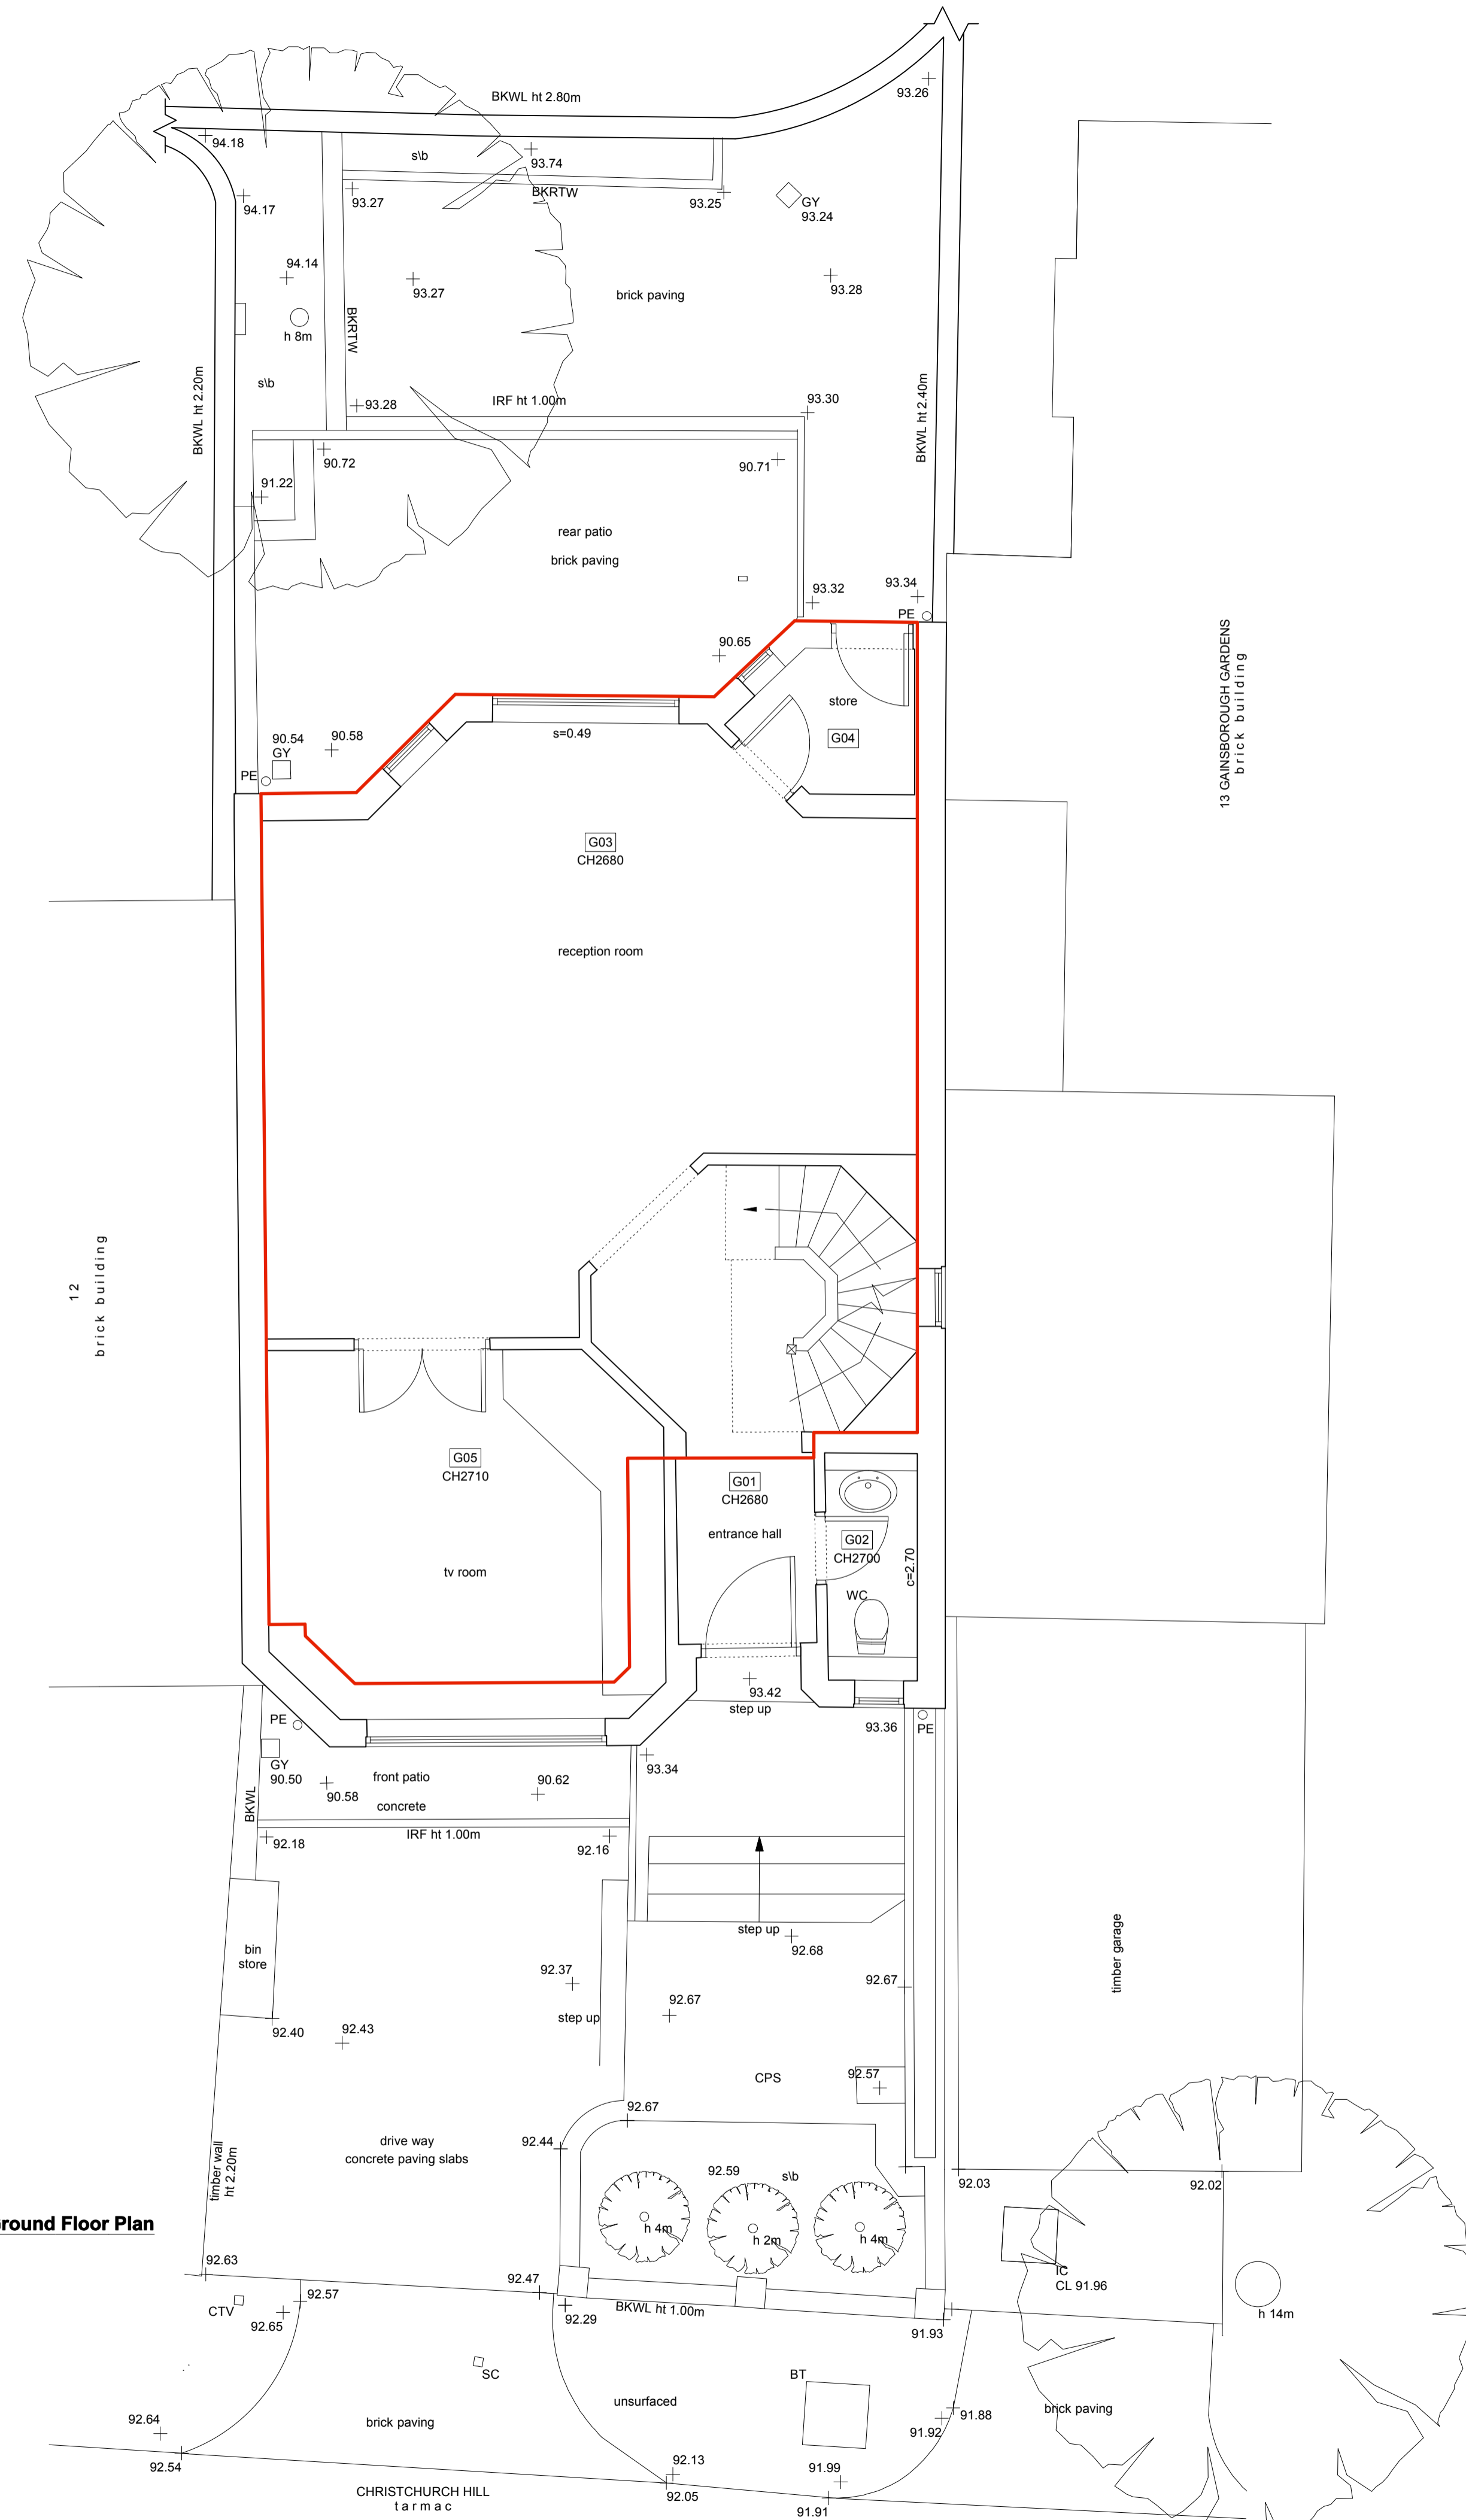 93.26
BKWL ht 2.80m
94.18
s\b
93.74
BKRTW
93.27
93.25
GY
93.24
94.17
94.14
93.27
93.28
brick paving
h 8m
BKRTW
BKWL ht 2.20m
s\b
93.28
IRF ht 1.00m
93.30
BKWL ht 2.40m
90.72
90.71
91.22
rear patio
brick paving
93.32
93.34
PE
90.65
13 GAINSBOROUGH GARDENS
brick building
store
G04
s=0.49
90.54
GY
90.58
PE
G03
CH2680
reception room
12
brick building
G05
CH2710
G01
CH2680
entrance hall
G02
CH2700
c=2.70
WC
tv room
93.42
step up
93.36
PE
PE
GY
90.50
90.58
front patio
concrete
90.62
93.34
BKWL
IRF ht 1.00m
92.18
92.16
bin
store
step up
92.68
92.37
92.67
92.67
step up
92.40
92.43
timber garage
CPS
92.57
92.67
92.44
drive way
concrete paving slabs
timber wall
ht 2.20m
92.59
s\b
92.03
92.02
h 4m
h 2m
h 4m
round Floor Plan
92.63
IC
CL 91.96
CTV
92.65
92.57
92.47
92.29
BKWL ht 1.00m
91.93
h 14m
SC
BT
unsurfaced
brick paving
92.64
92.54
91.88
91.92
brick paving
92.13
92.05
91.99
91.91
CHRISTCHURCH HILL
tarmac